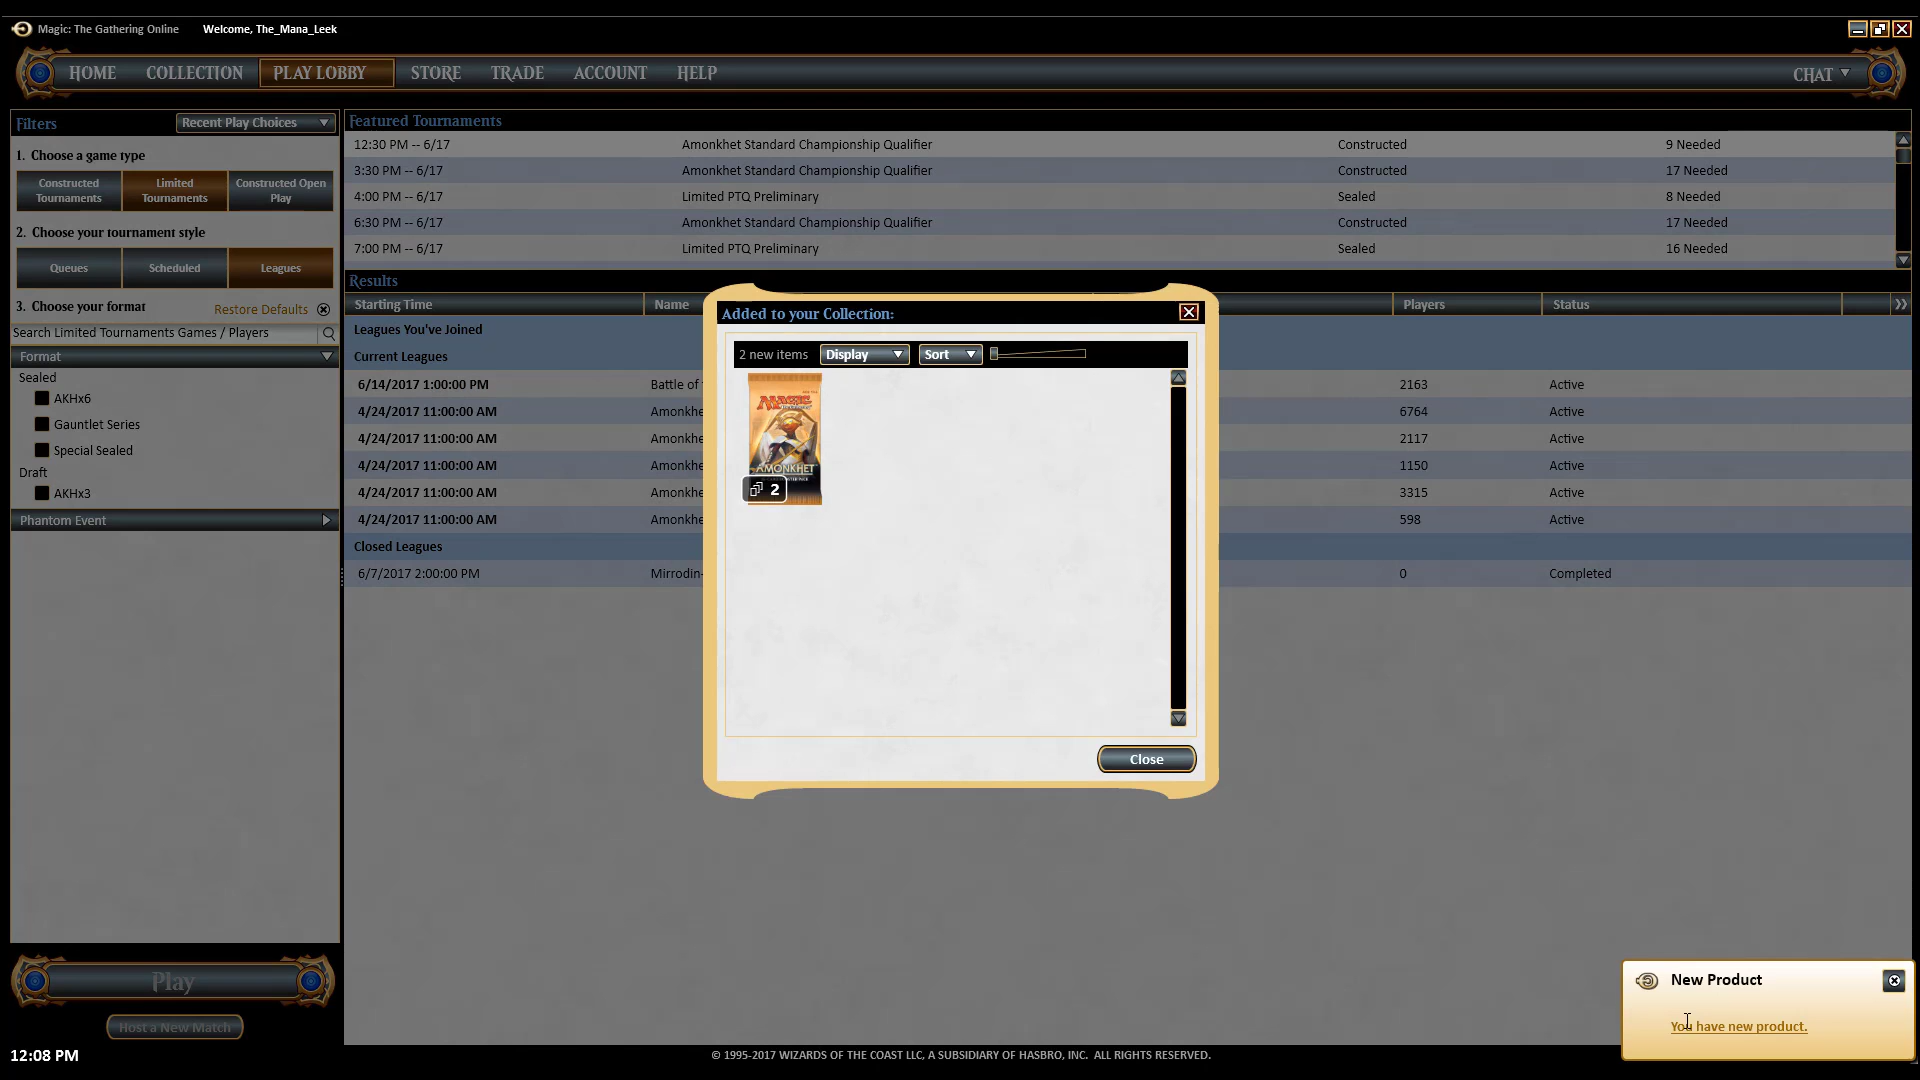 Magic: The Gathering Online
Welcome, The_Mana_Leek
HOME
COLLECTION
PLAY LOBBY
STORE
TRADE
ACCOUNT
HELP
CHAT
Filters
Recent Play Choices
1. Choose a game type
Constructed
Tournaments
Limited
Tournaments
Constructed Open
Play
2. Choose your tournament style
Queues
Scheduled
Leagues
3. Choose your format
Restore Defaults
Search Limited Tournaments Games / Players
Format
Sealed
AKHx6
Gauntlet Series
Special Sealed
Draft
AKHx3
Phantom Event
Play
Host a New Match
12:08 PM
Featured Tournaments
12:30 PM -- 6/17 Amonkhet Standard Championship Qualifier Constructed 9 Needed
3:30 PM -- 6/17 Amonkhet Standard Championship Qualifier Constructed 17 Needed
4:00 PM -- 6/17 Limited PTQ Preliminary Sealed 8 Needed
6:30 PM -- 6/17 Amonkhet Standard Championship Qualifier Constructed 17 Needed
7:00 PM -- 6/17 Limited PTQ Preliminary Sealed 16 Needed
Results
Starting Time Name Players Status
Leagues You've Joined
Current Leagues
6/14/2017 1:00:00 PM Battle of 2163 Active
4/24/2017 11:00:00 AM Amonkhe 6764 Active
4/24/2017 11:00:00 AM Amonkhe 2117 Active
4/24/2017 11:00:00 AM Amonkhe 1150 Active
4/24/2017 11:00:00 AM Amonkhe 3315 Active
4/24/2017 11:00:00 AM Amonkhe 598 Active
Closed Leagues
6/7/2017 2:00:00 PM Mirrodin- 0 Completed
Added to your Collection:
2 new items
Display
Sort
MAGIC
AMONKHET
2
Close
New Product
You have new product.
© 1995-2017 WIZARDS OF THE COAST LLC, A SUBSIDIARY OF HASBRO, INC. ALL RIGHTS RESERVED.